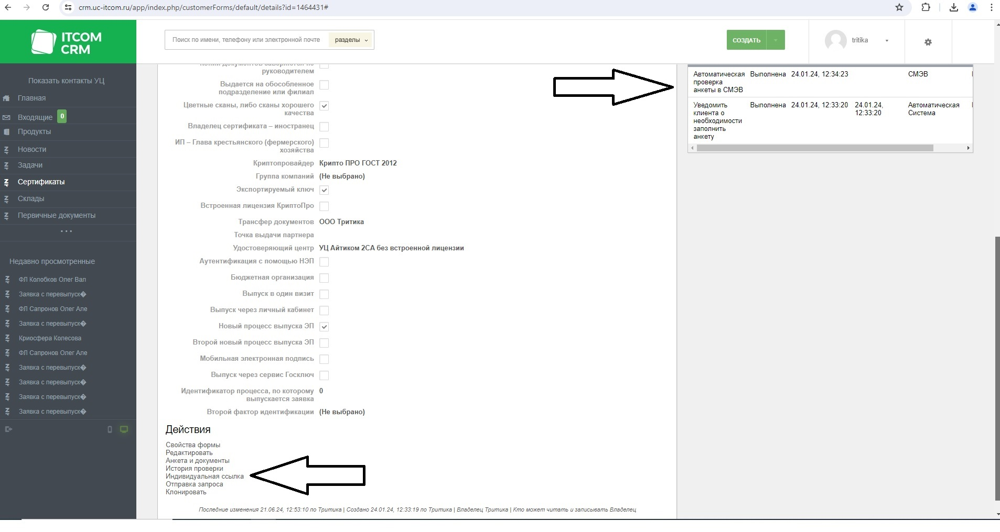 crm.uc-itcom.ru/app/index.php/customerForms/default/details?id=1464431#
ITCOM
CRM
Поиск по имени, телефону или электронной почте
разделы
СОЗДАТЬ
tritika
Показать контакты УЦ
Главная
Входящие 0
Продукты
Новости
Задачи
Сертификаты
Склады
Первичные документы
...
Недавно просмотренные
ФЛ Колобков Олег Вал
Заявка с перевыпуск�
ФЛ Сапронов Олег Але
Заявка с перевыпуск�
Криосфера Колесова
ФЛ Сапронов Олег Але
Заявка с перевыпуск�
Заявка с перевыпуск�
Заявка с перевыпуск�
Заявка с перевыпуск�
руководителем
Выдается на обособленное
подразделение или филиал
Цветные сканы, либо сканы хорошего
качества
Владелец сертификата – иностранец
ИП – Глава крестьянского (фермерского)
хозяйства
Криптопровайдер Крипто ПРО ГОСТ 2012
Группа компаний (Не выбрано)
Экспортируемый ключ
Встроенная лицензия КриптоПро
Трансфер документов ООО Тритика
Точка выдачи партнера
Удостоверяющий центр УЦ Айтиком 2СА без встроенной лицензии
Аутентификация с помощью НЭП
Бюджетная организация
Выпуск в один визит
Выпуск через личный кабинет
Новый процесс выпуска ЭП
Второй новый процесс выпуска ЭП
Мобильная электронная подпись
Выпуск через сервис Госключ
Идентификатор процесса, по которому 0
выпускается заявка
Второй фактор идентификации (Не выбрано)
Действия
Свойства формы
Редактировать
Анкета и документы
История проверки
Индивидуальная ссылка
Отправка запроса
Клонировать
Последние изменения 21.06.24, 12:53:10 по Тритика | Создано 24.01.24, 12:33:19 по Тритика | Владелец Тритика | Кто может читать и записывать Владелец
Автоматическая Выполнена 24.01.24, 12:34:23 СМЭВ
проверка
анкеты в СМЭВ
Уведомить Выполнена 24.01.24, 12:33:20 24.01.24, Автоматическая
клиента о 12:33:20 Система
необходимости
заполнить
анкету